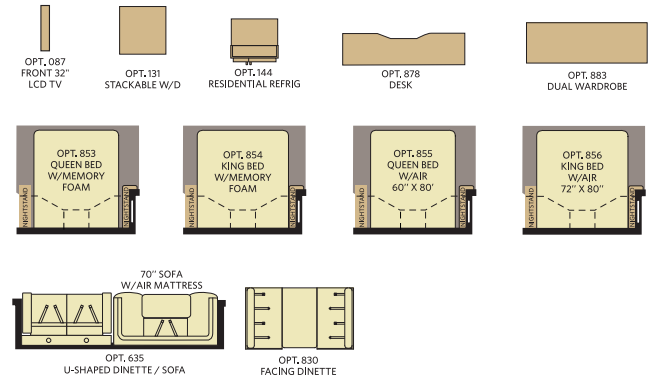 OPT. 087
FRONT 32"
LCD TV
OPT. 131
STACKABLE W/D
OPT. 144
RESIDENTIAL REFRIG
OPT. 878
DESK
OPT. 883
DUAL WARDROBE
OPT. 853
QUEEN BED
W/MEMORY
FOAM
NIGHTSTAND
NIGHTSTAND
OPT. 854
KING BED
W/MEMORY
FOAM
NIGHTSTAND
NIGHTSTAND
OPT. 855
QUEEN BED
W/AIR
60" X 80'
NIGHTSTAND
NIGHTSTAND
OPT. 856
KING BED
W/AIR
72" X 80"
NIGHTSTAND
NIGHTSTAND
70" SOFA
W/AIR MATTRESS
OPT. 635
U-SHAPED DINETTE / SOFA
OPT. 830
FACING DINETTE